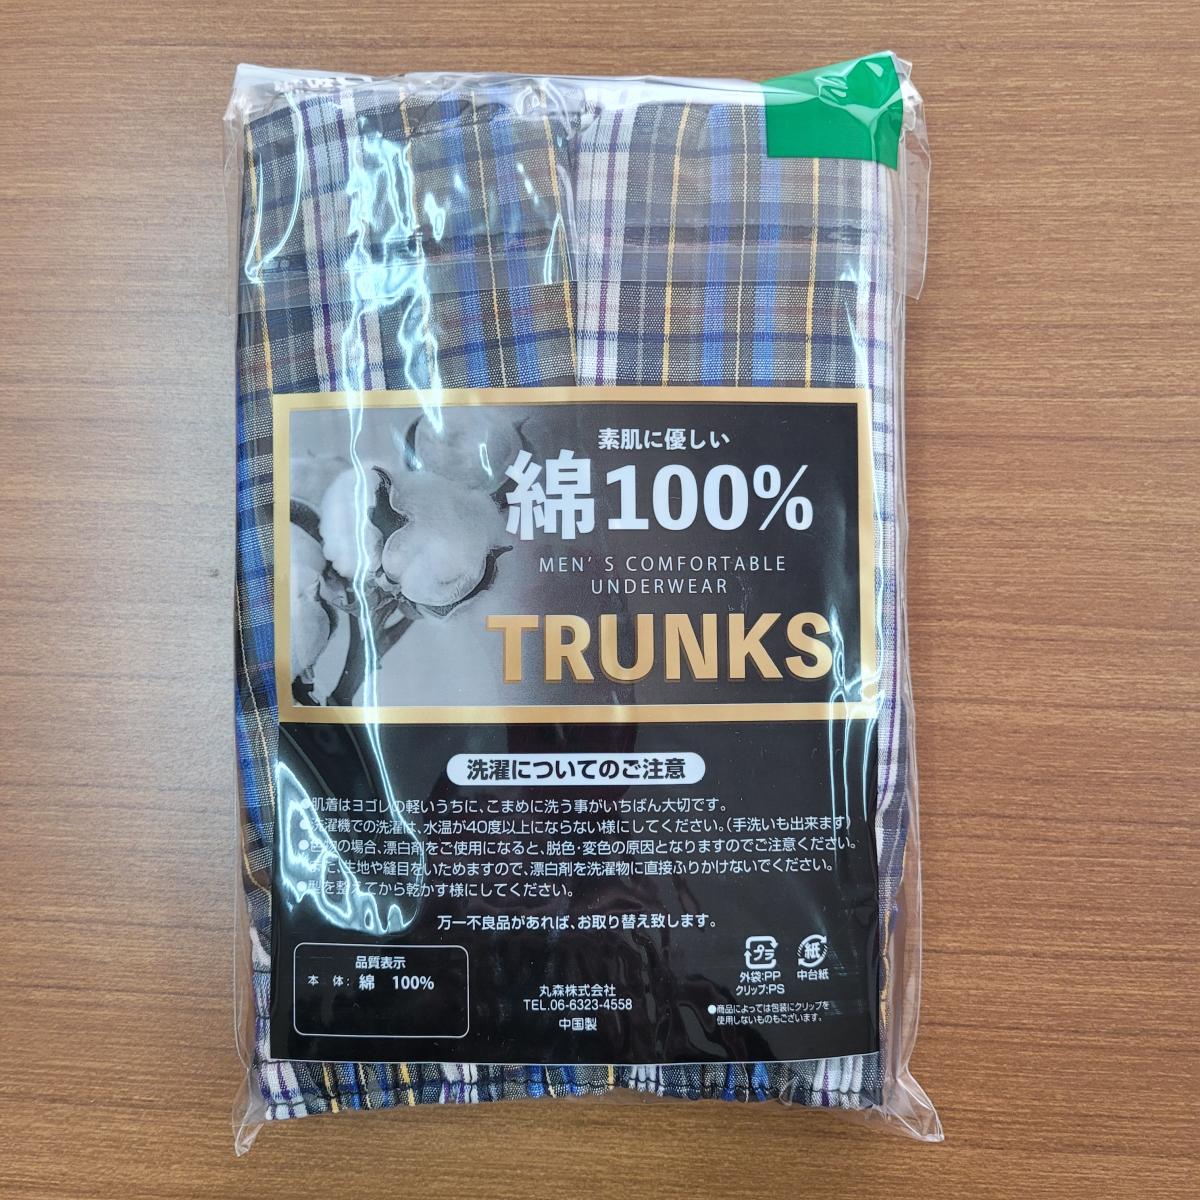 素肌に優しい
綿100%
MEN'S COMFORTABLE
UNDERWEAR
TRUNKS
洗濯についてのご注意
●肌着はヨゴレの軽いうちに、こまめに洗う事がいちばん大切です。
●洗濯機での洗濯は、水温が40度以上にならない様にしてください。(手洗いも出来ます)
●色物の場合、漂白剤をご使用になると、脱色・変色の原因となりますのでご注意ください。
また、生地や縫目をいためますので、漂白剤を洗濯物に直接ふりかけないでください。
●型を整えてから乾かす様にしてください。
万一不良品があれば、お取り替え致します。
品質表示
本 体: 綿 100%
丸森株式会社
TEL.06-6323-4558
中国製
プラ
外袋:PP
クリップ:PS
紙
中台紙
●商品によっては包装にクリップを
使用しないものもございます。